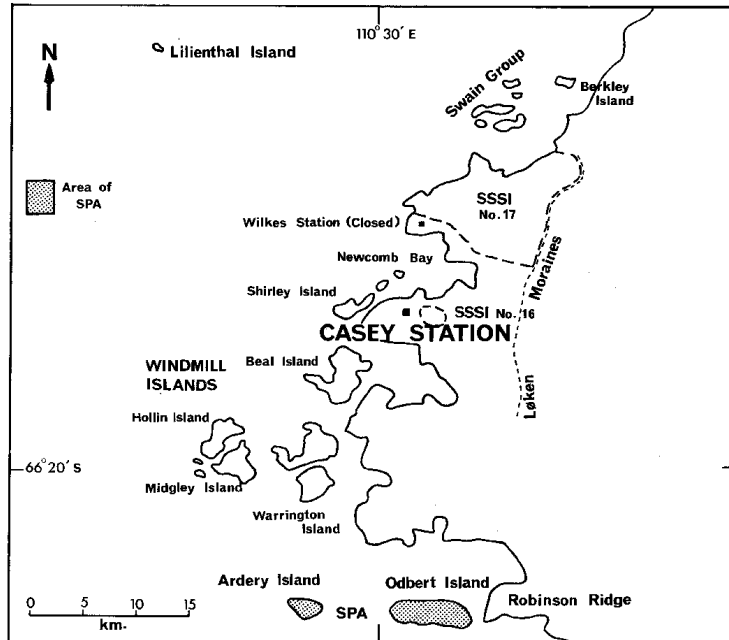 110° 30' E
Lilienthal Island
N
Swain Group
Berkley
Island
Area of
SPA
SSSI
No. 17
Wilkes Station (Closed)
Newcomb Bay
Moraines
Shirley Island
SSSI No. 16
CASEY STATION
Beal Island
WINDMILL
ISLANDS
Løken
Hollin Island
66° 20' S
Midgley Island
Warrington
Island
Ardery Island
Odbert Island
SPA
Robinson Ridge
0 5 10 15
km.